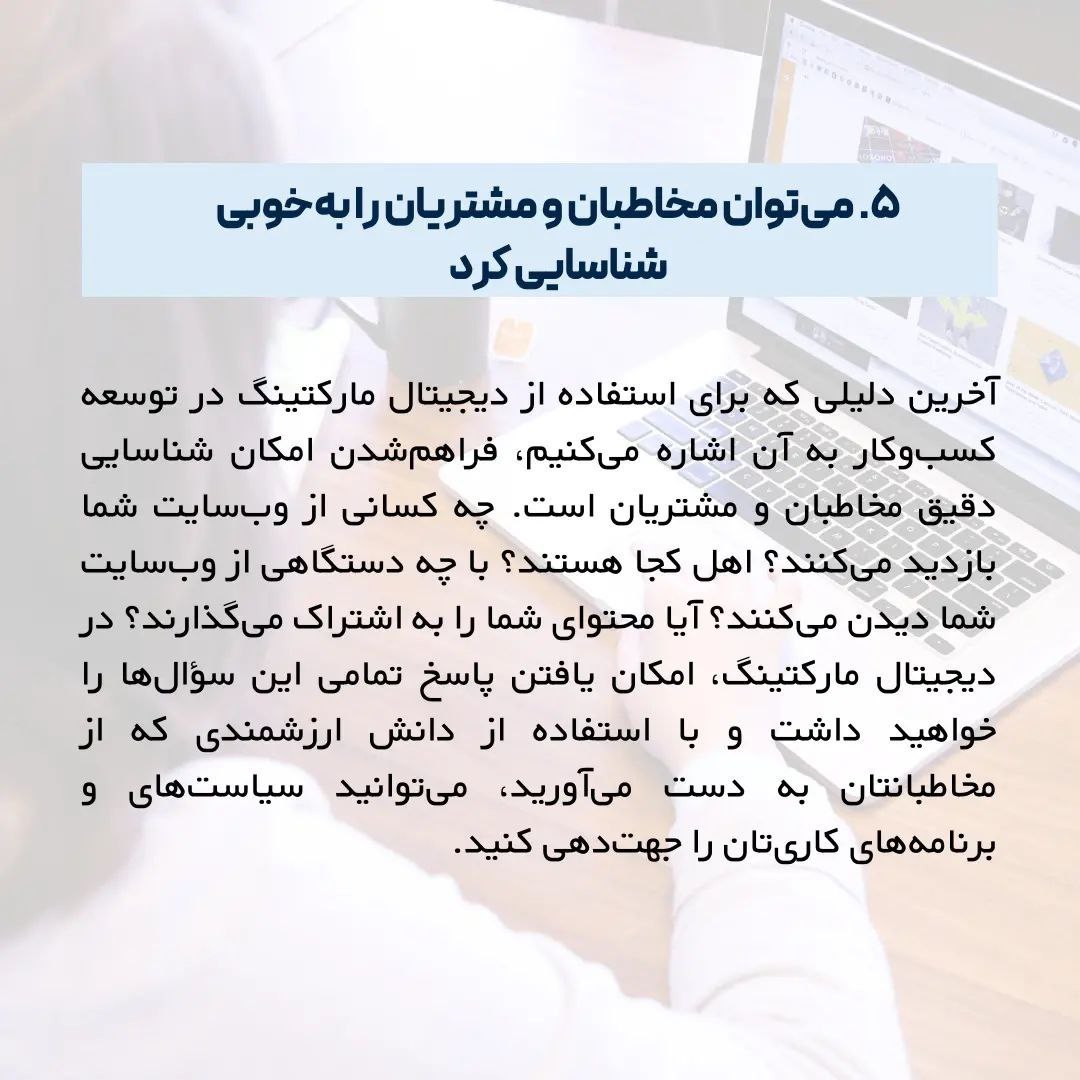 ۵. می‌توان مخاطبان و مشتریان را به‌خوبی
شناسایی کرد
آخرین دلیلی که برای استفاده از دیجیتال مارکتینگ در توسعه
کسب‌وکار به آن اشاره می‌کنیم، فراهم‌شدن امکان شناسایی
دقیق مخاطبان و مشتریان است. چه کسانی از وب‌سایت شما
بازدید می‌کنند؟ اهل کجا هستند؟ با چه دستگاهی از وب‌سایت
شما دیدن می‌کنند؟ آیا محتوای شما را به اشتراک می‌گذارند؟ در
دیجیتال مارکتینگ، امکان یافتن پاسخ تمامی این سؤال‌ها را
خواهید داشت و با استفاده از دانش ارزشمندی که از
مخاطبانتان به دست می‌آورید، می‌توانید سیاست‌های و
برنامه‌های کاری‌تان را جهت‌دهی کنید.